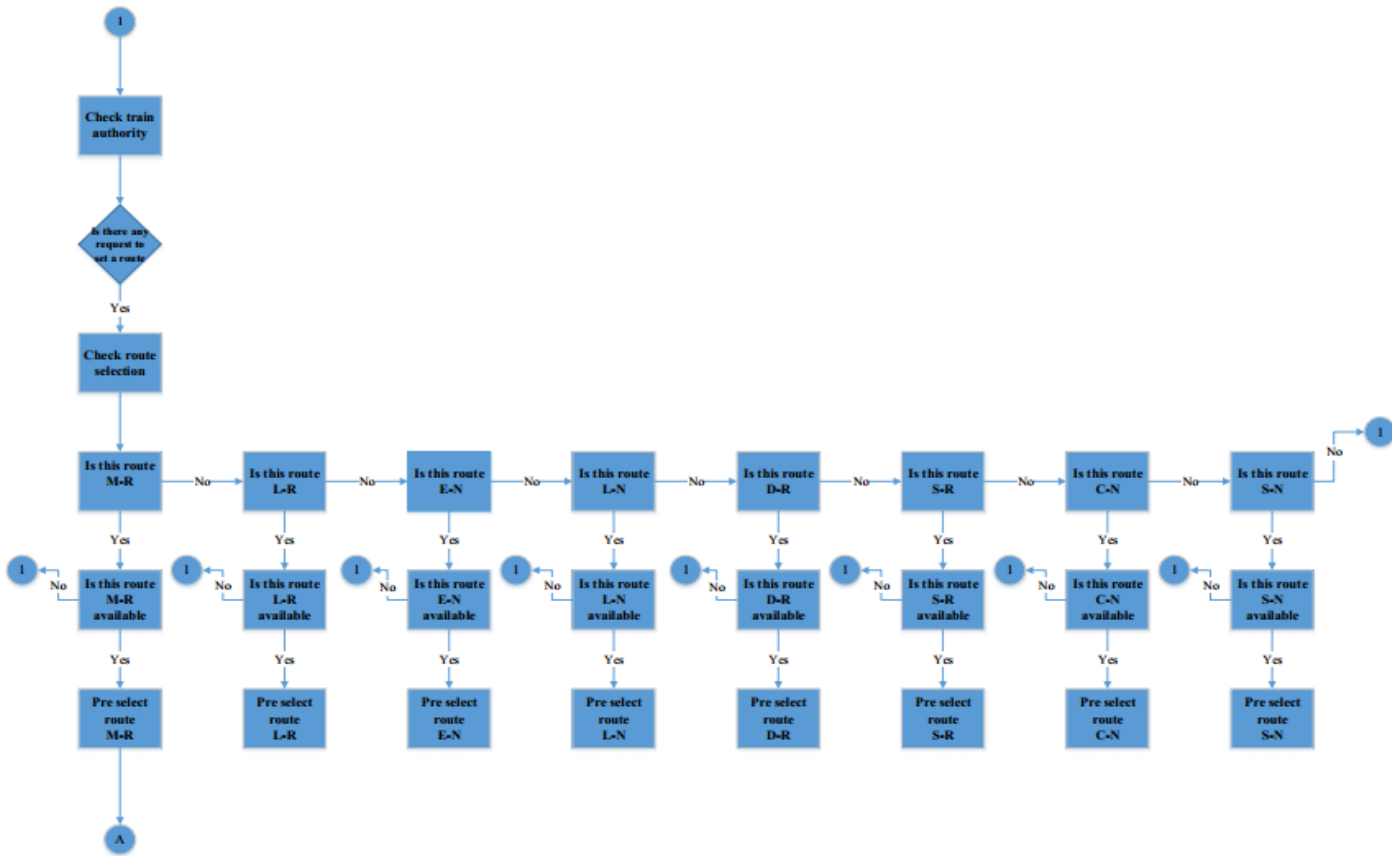 1
Check train
authority
Is there any
request to
set a route
Yes
Check route
selection
1
No
Is this route
M-R
No
Is this route
L-R
No
Is this route
E-N
No
Is this route
L-N
No
Is this route
D-R
No
Is this route
S-R
No
Is this route
C-N
No
Is this route
S-N
Yes
Yes
Yes
Yes
Yes
Yes
Yes
Yes
1
No
Is this route
M-R
available
1
No
Is this route
L-R
available
1
No
Is this route
E-N
available
1
No
Is this route
L-N
available
1
No
Is this route
D-R
available
1
No
Is this route
S-R
available
1
No
Is this route
C-N
available
1
No
Is this route
S-N
available
Yes
Yes
Yes
Yes
Yes
Yes
Yes
Yes
Pre select
route
M-R
Pre select
route
L-R
Pre select
route
E-N
Pre select
route
L-N
Pre select
route
D-R
Pre select
route
S-R
Pre select
route
C-N
Pre select
route
S-N
A